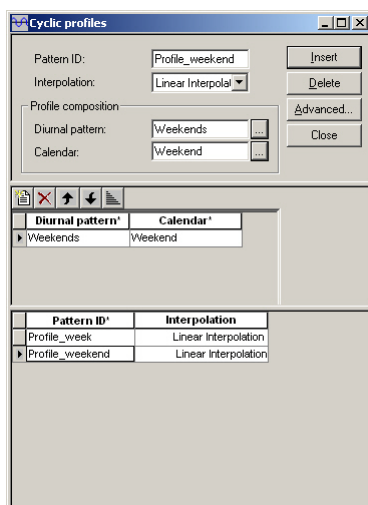 Cyclic profiles
Pattern ID: Profile_weekend Insert
Interpolation: Linear Interpolat Delete
Profile composition Advanced...
Diurnal pattern: Weekends ...
Close
Calendar: Weekend ...
Diurnal pattern* Calendar*
Weekends Weekend
Pattern ID* Interpolation
Profile_week Linear Interpolation
Profile_weekend Linear Interpolation